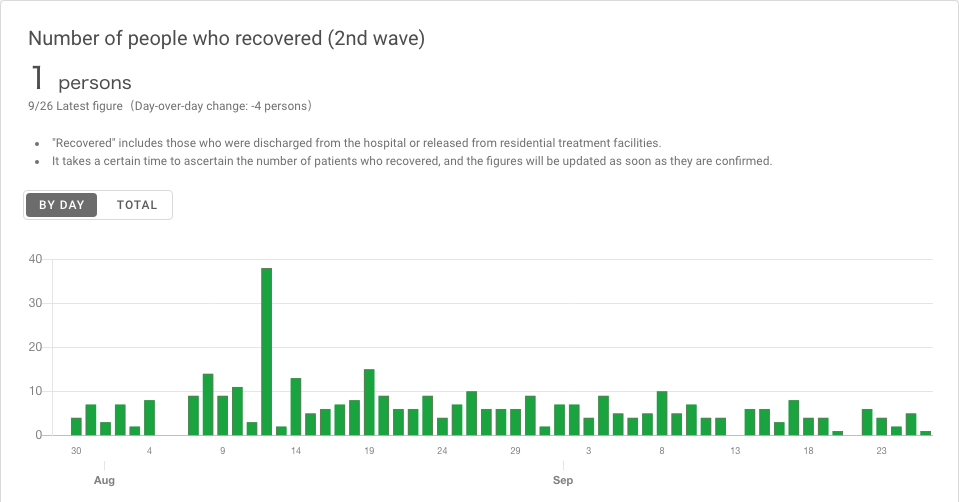 Number of people who recovered (2nd wave)
1 persons
9/26 Latest figure（Day-over-day change: -4 persons）
• "Recovered" includes those who were discharged from the hospital or released from residential treatment facilities.
• It takes a certain time to ascertain the number of patients who recovered, and the figures will be updated as soon as they are confirmed.
BY DAY TOTAL
40
30
20
10
0
30 4 9 14 19 24 29 3 8 13 18 23
Aug Sep